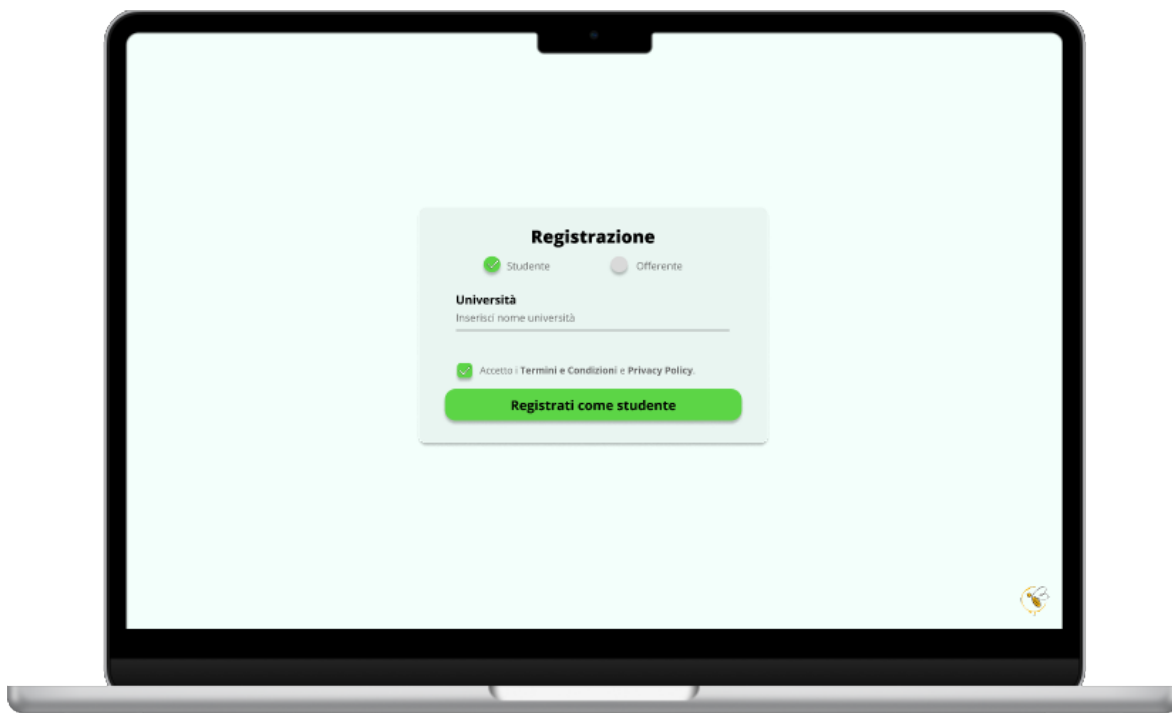 Registrazione
Studente Offerente
Università
Inserisci nome università
Accetto i Termini e Condizioni e Privacy Policy.
Registrati come studente